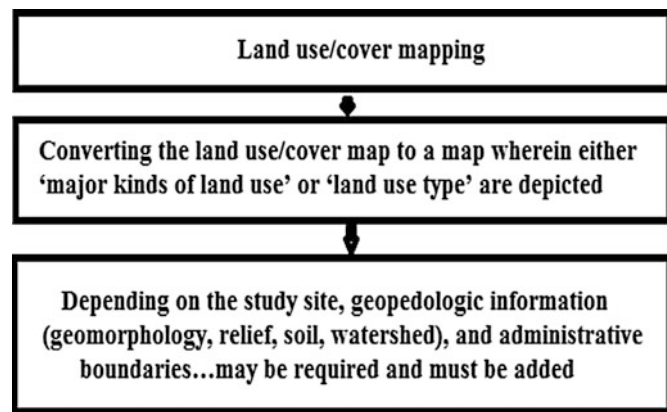 Land use/cover mapping
Converting the land use/cover map to a map wherein either
‘major kinds of land use’ or ‘land use type’ are depicted
Depending on the study site, geopedologic information
(geomorphology, relief, soil, watershed), and administrative
boundaries…may be required and must be added